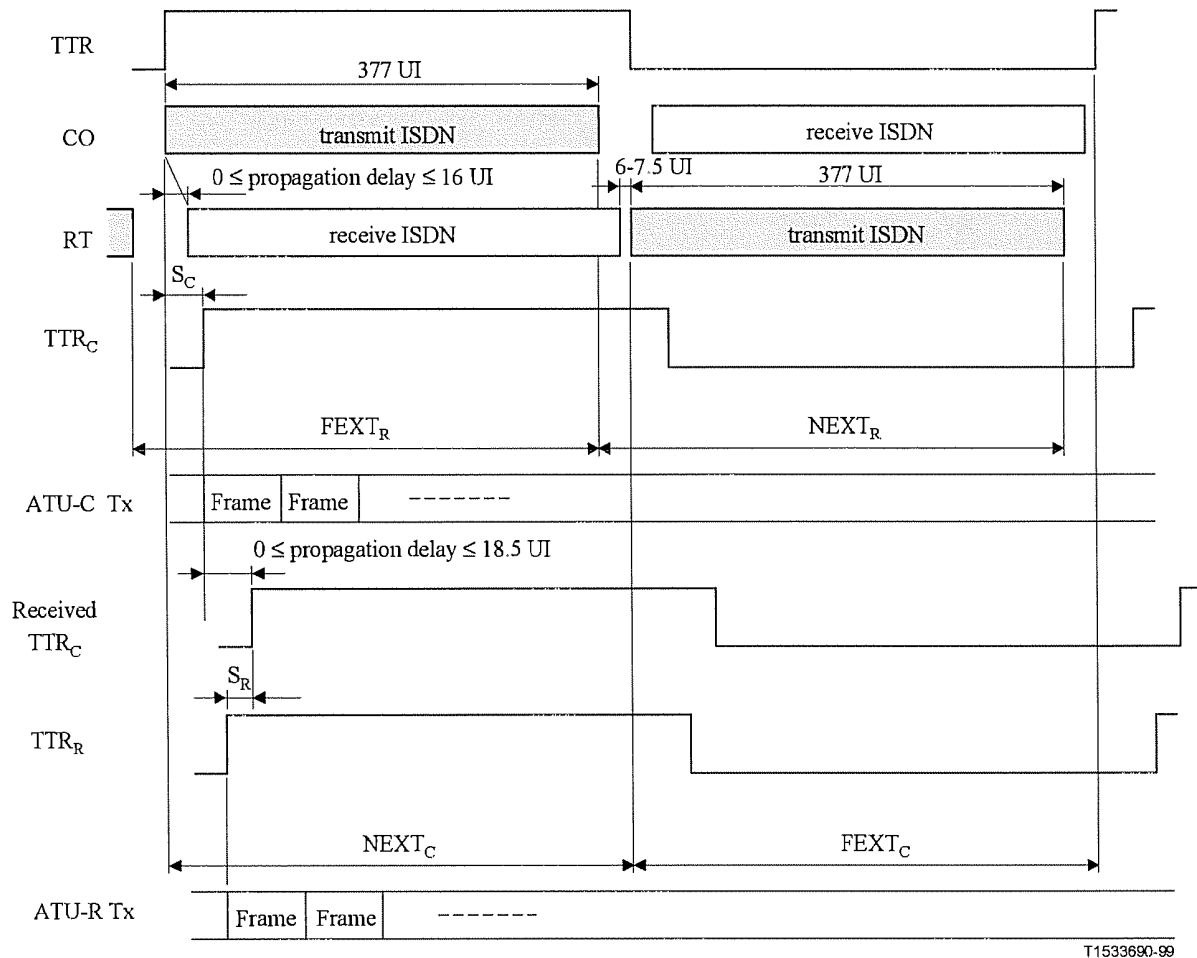 TTR
377 UI
CO
transmit ISDN
receive ISDN
0 ≤ propagation delay ≤ 16 UI
6-7.5 UI
377 UI
RT
receive ISDN
transmit ISDN
S_C
TTR_C
FEXT_R
NEXT_R
ATU-C Tx
Frame
Frame
0 ≤ propagation delay ≤ 18.5 UI
Received
TTR_C
S_R
TTR_R
NEXT_C
FEXT_C
ATU-R Tx
Frame
Frame
T1533690-99